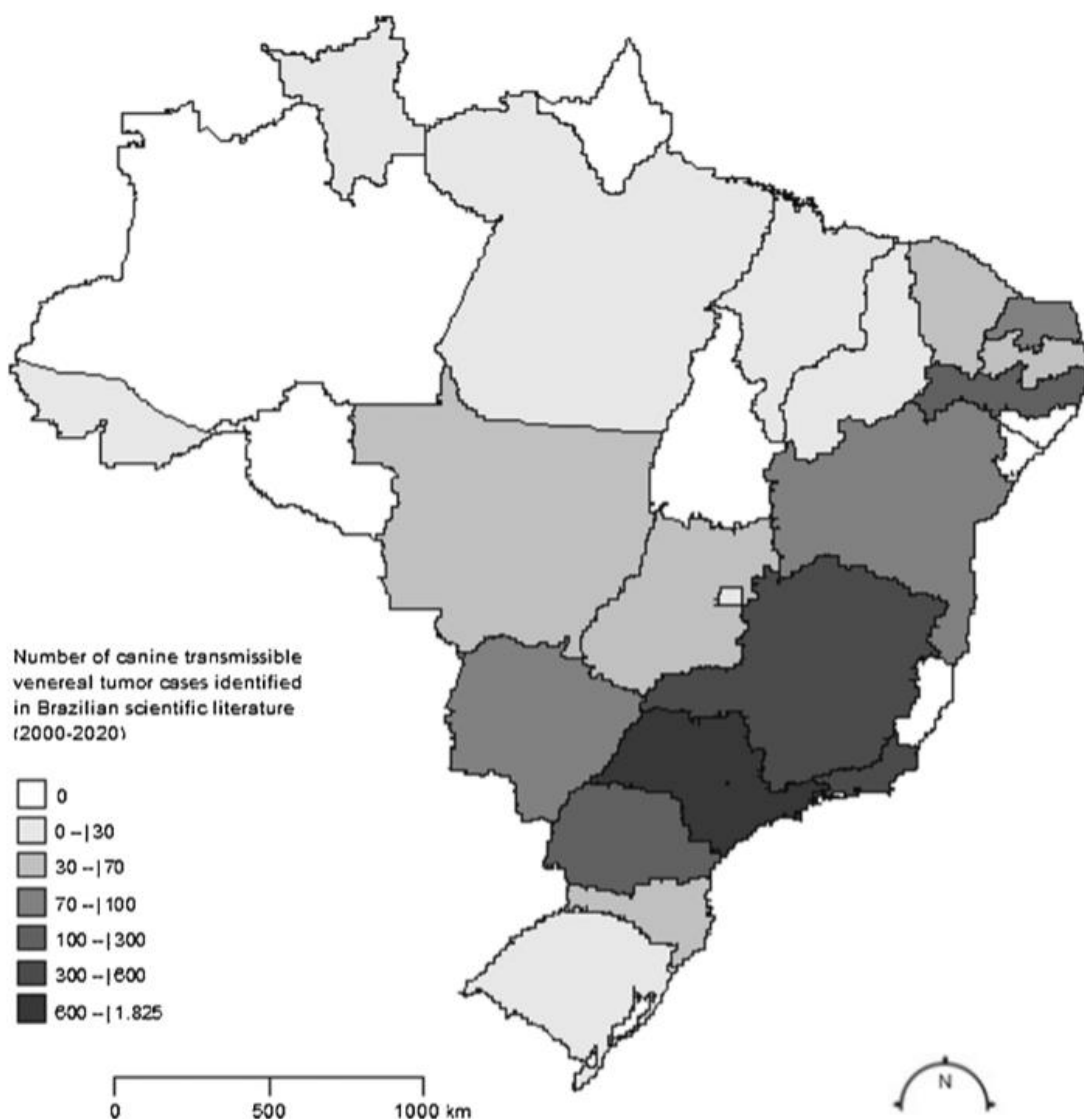 Number of canine transmissible
venereal tumor cases identified
in Brazilian scientific literature
(2000-2020)
0
0 --|30
30 --|70
70 --|100
100 --|300
300 --|600
600 --|1.825
0 500 1000 km
N